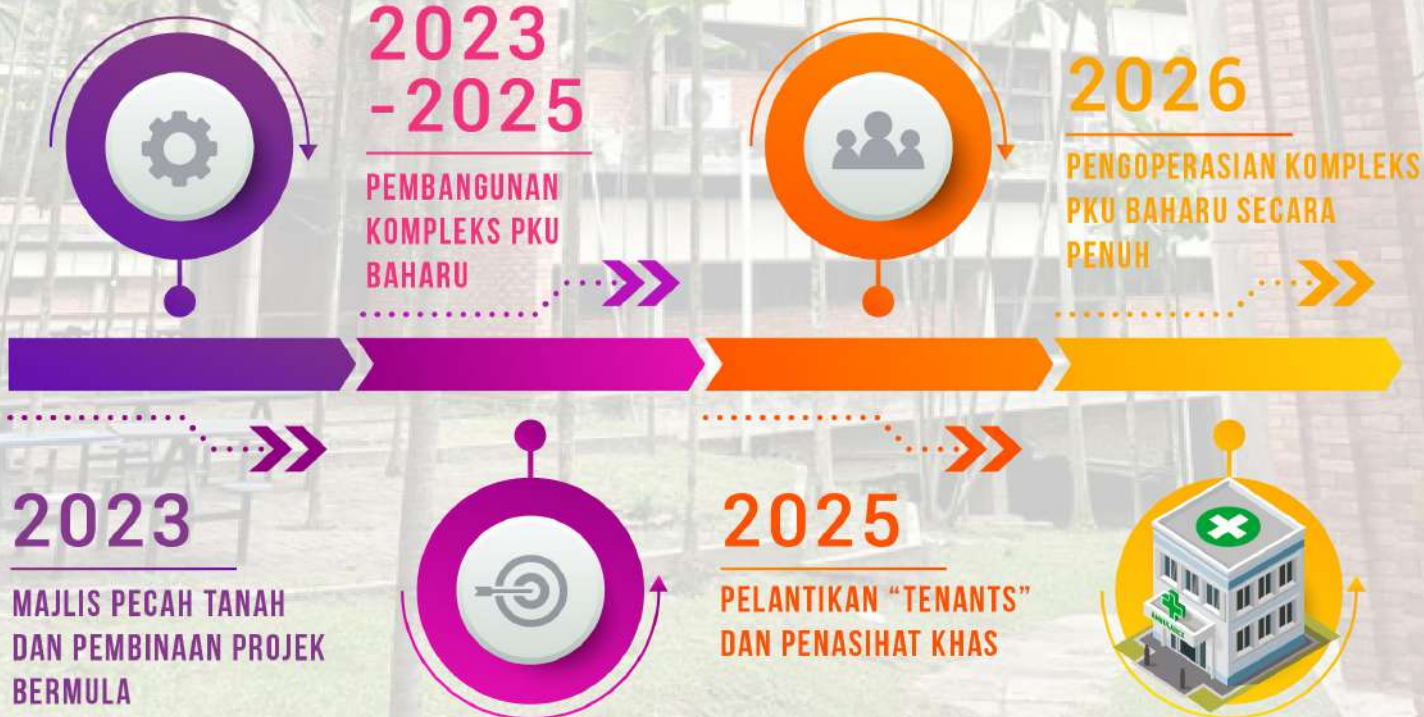 2023
-2025
PEMBANGUNAN
KOMPLEKS PKU
BAHARU
2026
PENGOPERASIAN KOMPLEKS
PKU BAHARU SECARA
PENUH
2023
MAJLIS PECAH TANAH
DAN PEMBINAAN PROJEK
BERMULA
2025
PELANTIKAN “TENANTS”
DAN PENASIHAT KHAS
AMBULANCE